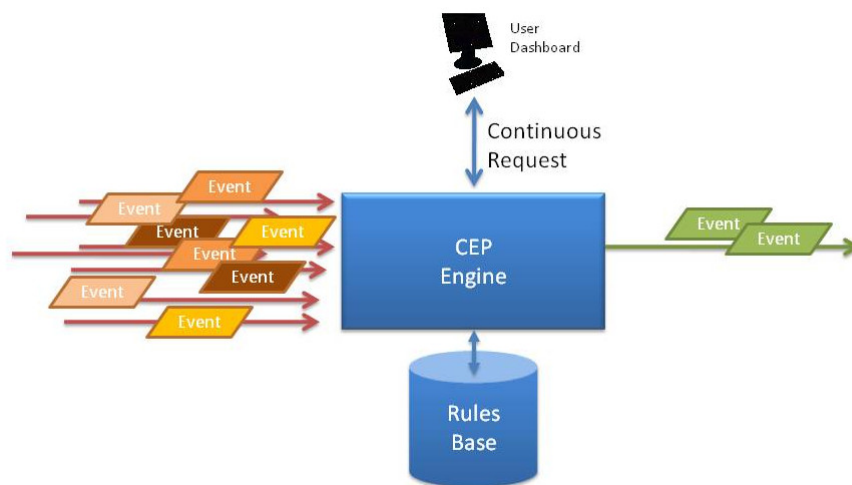 User
Dashboard
Continuous
Request
Event
Event
Event
Event
Event
Event
Event
Event
CEP
Engine
Event
Event
Rules
Base